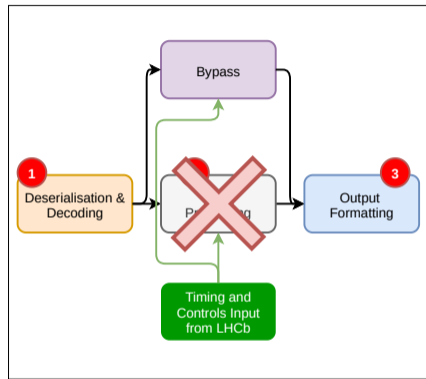 Bypass
1
3
Deserialisation &
Decoding
Output
Formatting
Timing and
Controls Input
from LHCb